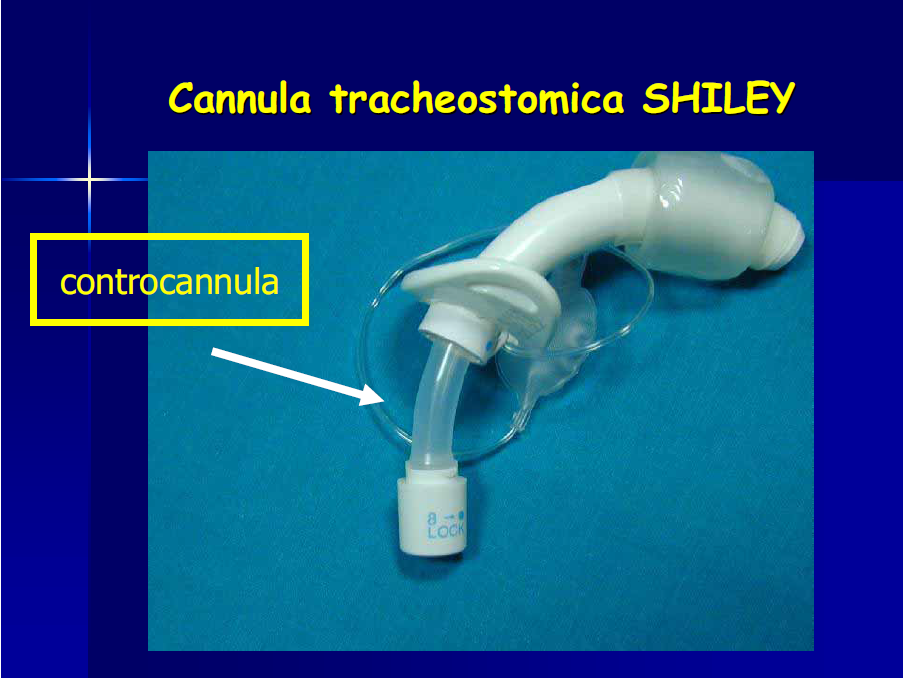 Cannula tracheostomica SHILEY
controcannula
8 →●
LOCK